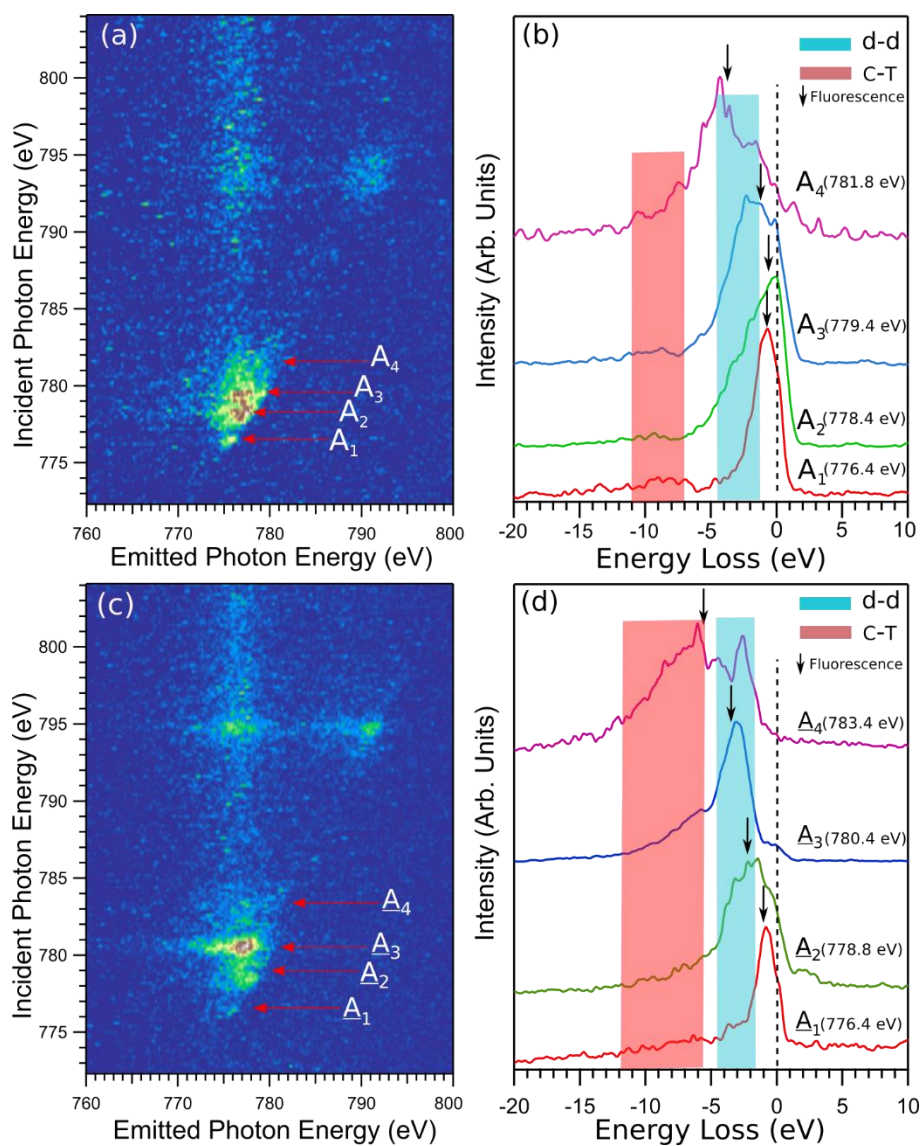 (a)
Incident Photon Energy (eV)
800
795
790
785
780
775
A4
A3
A2
A1
760 770 780 790 800
Emitted Photon Energy (eV)
(b)
d-d
C-T
Fluorescence
Intensity (Arb. Units)
A4(781.8 eV)
A3(779.4 eV)
A2(778.4 eV)
A1(776.4 eV)
-20 -15 -10 -5 0 5 10
Energy Loss (eV)
(c)
Incident Photon Energy (eV)
800
795
790
785
780
775
A4
A3
A2
A1
760 770 780 790 800
Emitted Photon Energy (eV)
(d)
d-d
C-T
Fluorescence
Intensity (Arb. Units)
A4(783.4 eV)
A3(780.4 eV)
A2(778.8 eV)
A1(776.4 eV)
-20 -15 -10 -5 0 5 10
Energy Loss (eV)